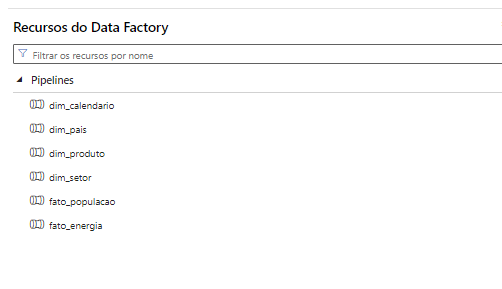 Recursos do Data Factory
Filtrar os recursos por nome
Pipelines
dim_calendario
dim_pais
dim_produto
dim_setor
fato_populacao
fato_energia